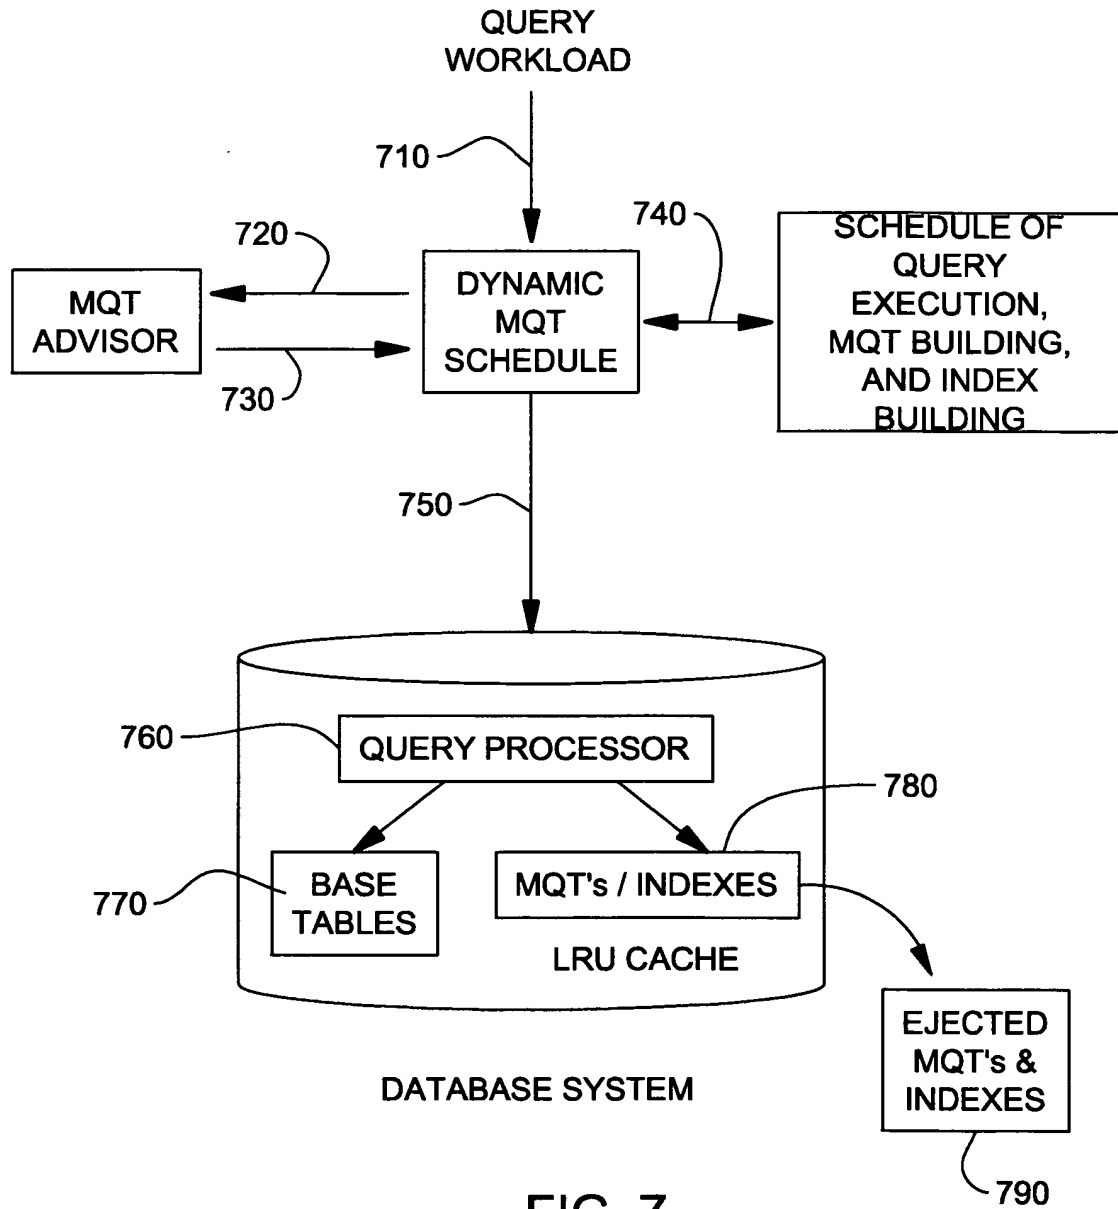 QUERY
WORKLOAD
710
720
740
MQT
ADVISOR
DYNAMIC
MQT
SCHEDULE
SCHEDULE OF
QUERY
EXECUTION,
MQT BUILDING,
AND INDEX
BUILDING
730
750
760
QUERY PROCESSOR
780
770
BASE
TABLES
MQT's / INDEXES
LRU CACHE
EJECTED
MQT's &
INDEXES
DATABASE SYSTEM
790
FIG. 7